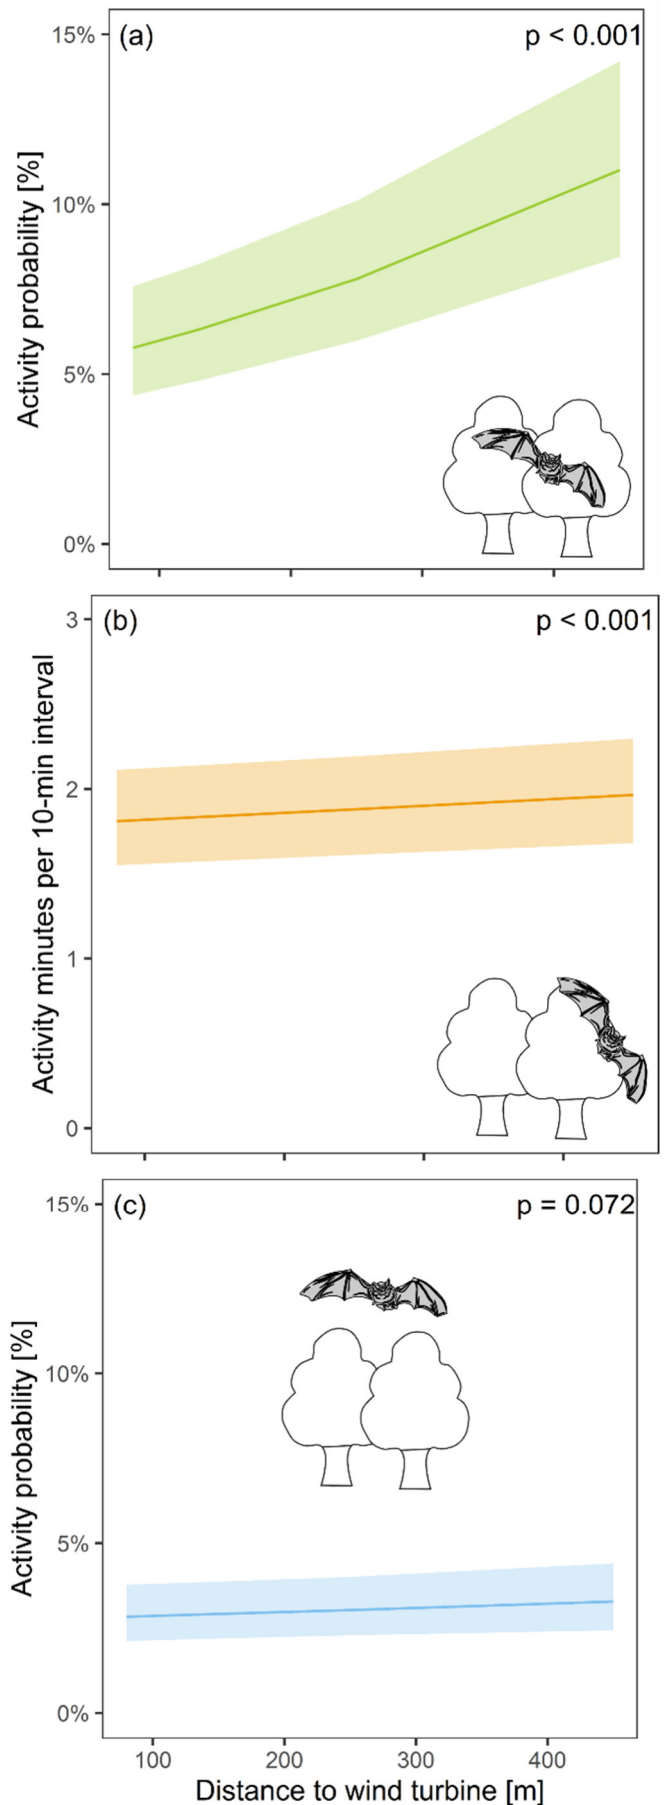 (a)
p < 0.001
15%
10%
5%
0%
Activity probability [%]
(b)
p < 0.001
3
2
1
0
Activity minutes per 10-min interval
(c)
p = 0.072
15%
10%
5%
0%
Activity probability [%]
100 200 300 400
Distance to wind turbine [m]